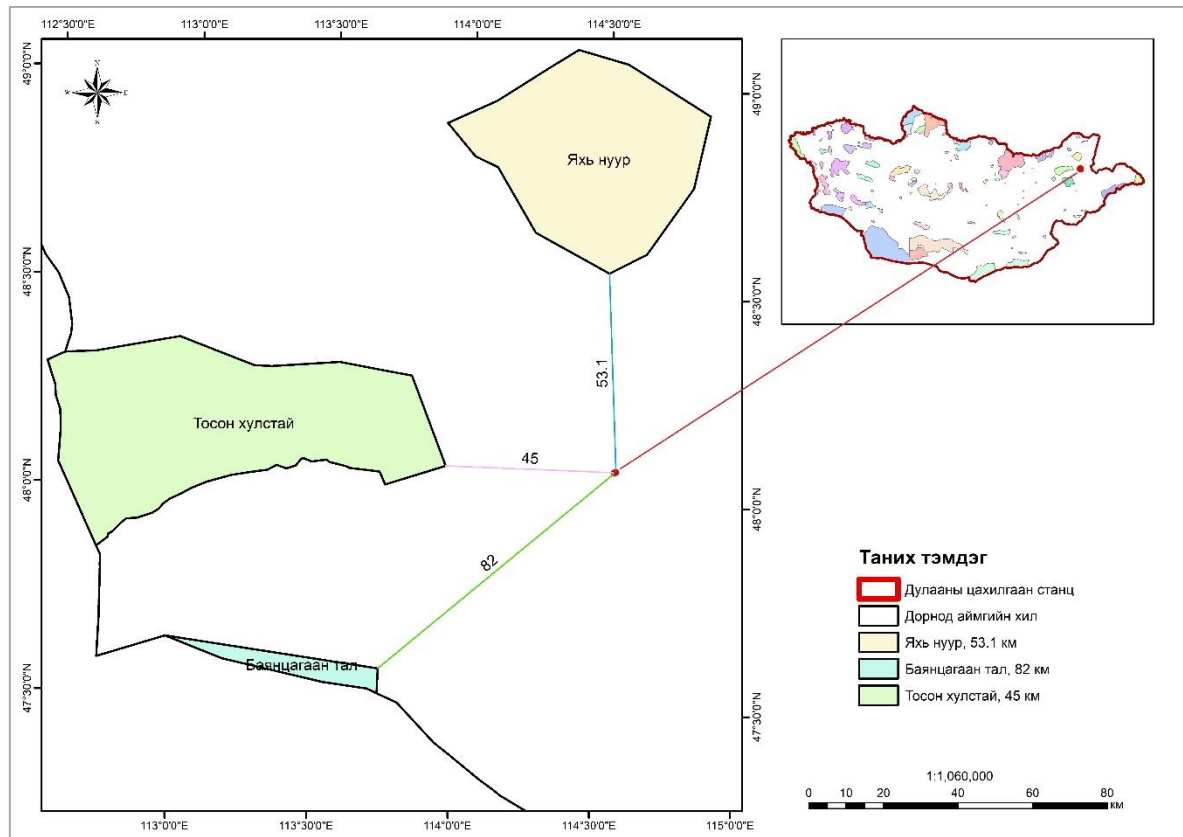 112°30'0"E
113°0'0"E
113°30'0"E
114°0'0"E
114°30'0"E
49°0'0"N
48°30'0"N
48°0'0"N
47°30'0"N
N
W
E
Яхь нуур
53.1
Тосон хулстай
45
82
Баянцагаан тал
49°0'0"N
48°30'0"N
48°0'0"N
47°30'0"N
113°0'0"E
113°30'0"E
114°0'0"E
114°30'0"E
115°0'0"E
Таних тэмдэг
Дулааны цахилгаан станц
Дорнод аймгийн хил
Яхь нуур, 53.1 км
Баянцагаан тал, 82 км
Тосон хулстай, 45 км
1:1,060,000
0 10 20 40 60 80
КМ